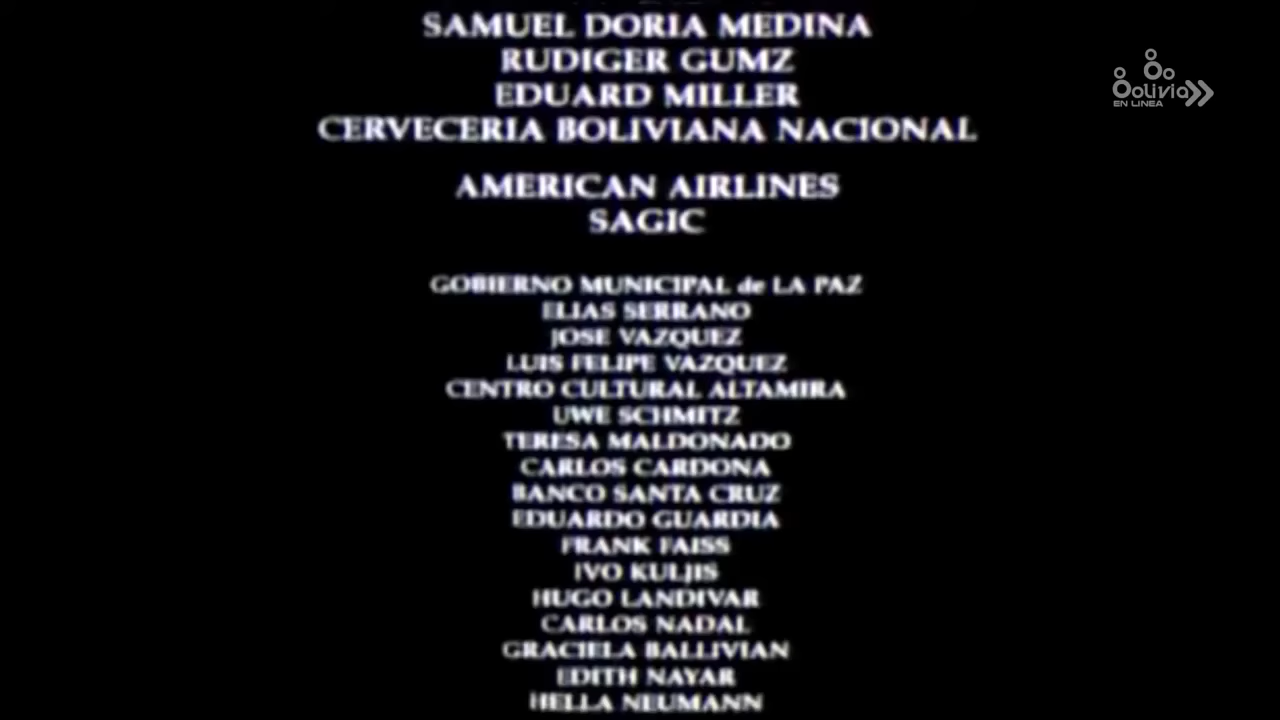 SAMUEL DORIA MEDINA
RUDIGER GUMZ
EDUARD MILLER
CERVECERIA BOLIVIANA NACIONAL
AMERICAN AIRLINES
SAGIC
GOBIERNO MUNICIPAL de LA PAZ
ELIAS SERRANO
JOSE VAZQUEZ
LUIS FELIPE VAZQUEZ
CENTRO CULTURAL ALTAMIRA
UWE SCHMITZ
TERESA MALDONADO
CARLOS CARDONA
BANCO SANTA CRUZ
EDUARDO GUARDIA
FRANK FAISS
IVO KULJIS
HUGO LANDIVAR
CARLOS NADAL
GRACIELA BALLIVIAN
EDITH NAYAR
HELLA NEUMANN
Bolivia
EN LINEA